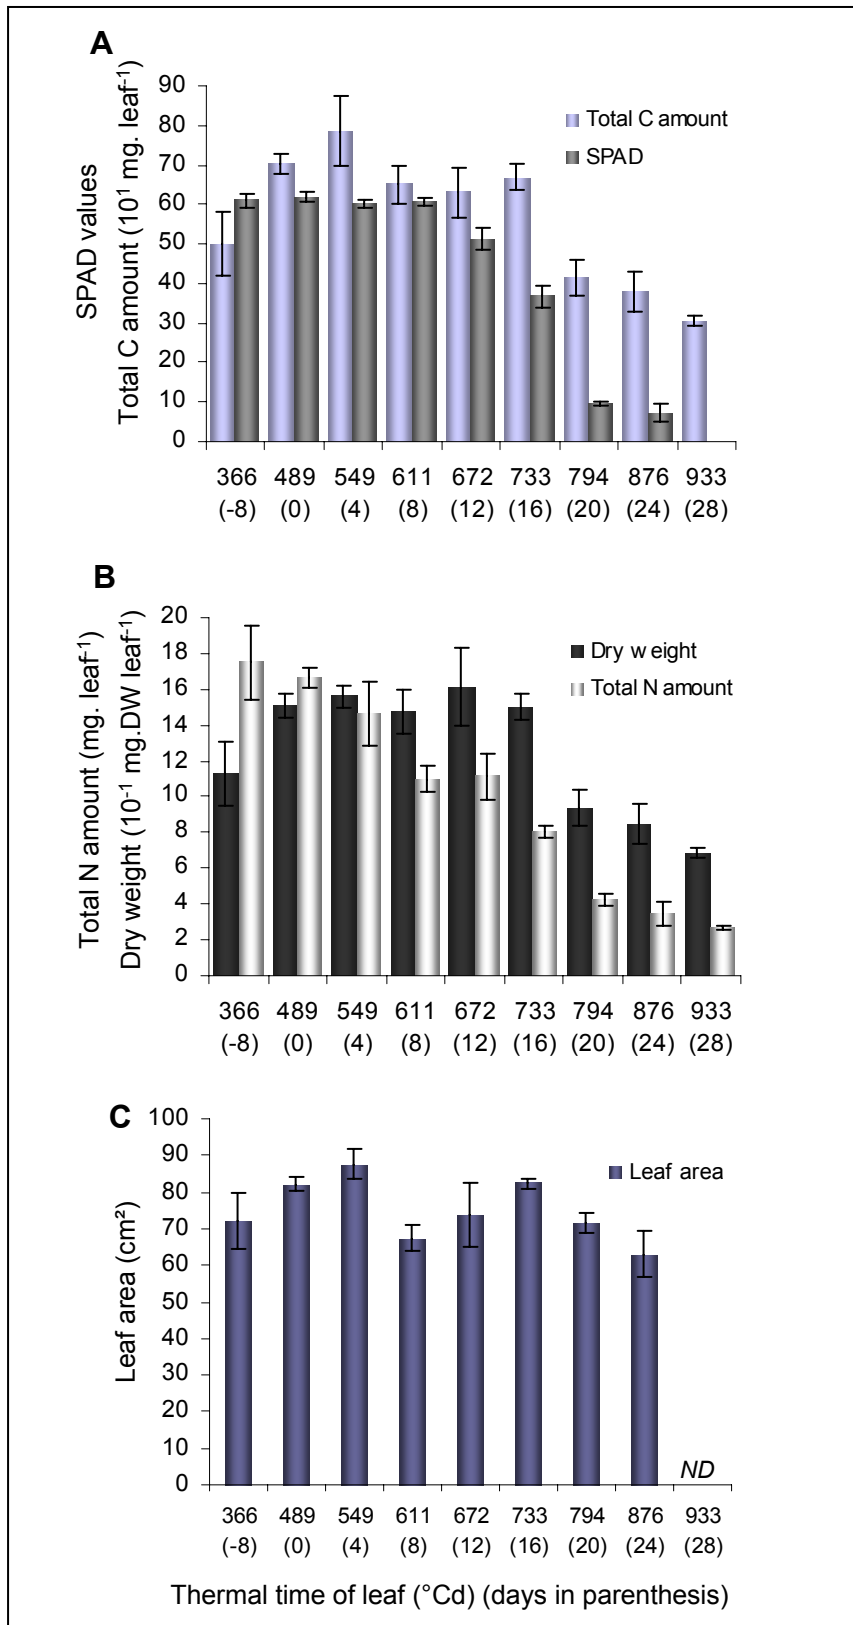 A
SPAD values
Total C amount (10¹ mg. leaf⁻¹)
90
80
70
60
50
40
30
20
10
0
Total C amount
SPAD
366 489 549 611 672 733 794 876 933
(-8) (0) (4) (8) (12) (16) (20) (24) (28)
B
Total N amount (mg. leaf⁻¹)
Dry weight (10⁻¹ mg.DW leaf⁻¹)
20
18
16
14
12
10
8
6
4
2
0
Dry weight
Total N amount
366 489 549 611 672 733 794 876 933
(-8) (0) (4) (8) (12) (16) (20) (24) (28)
C
Leaf area (cm²)
100
90
80
70
60
50
40
30
20
10
0
Leaf area
ND
366 489 549 611 672 733 794 876 933
(-8) (0) (4) (8) (12) (16) (20) (24) (28)
Thermal time of leaf (°Cd) (days in parenthesis)